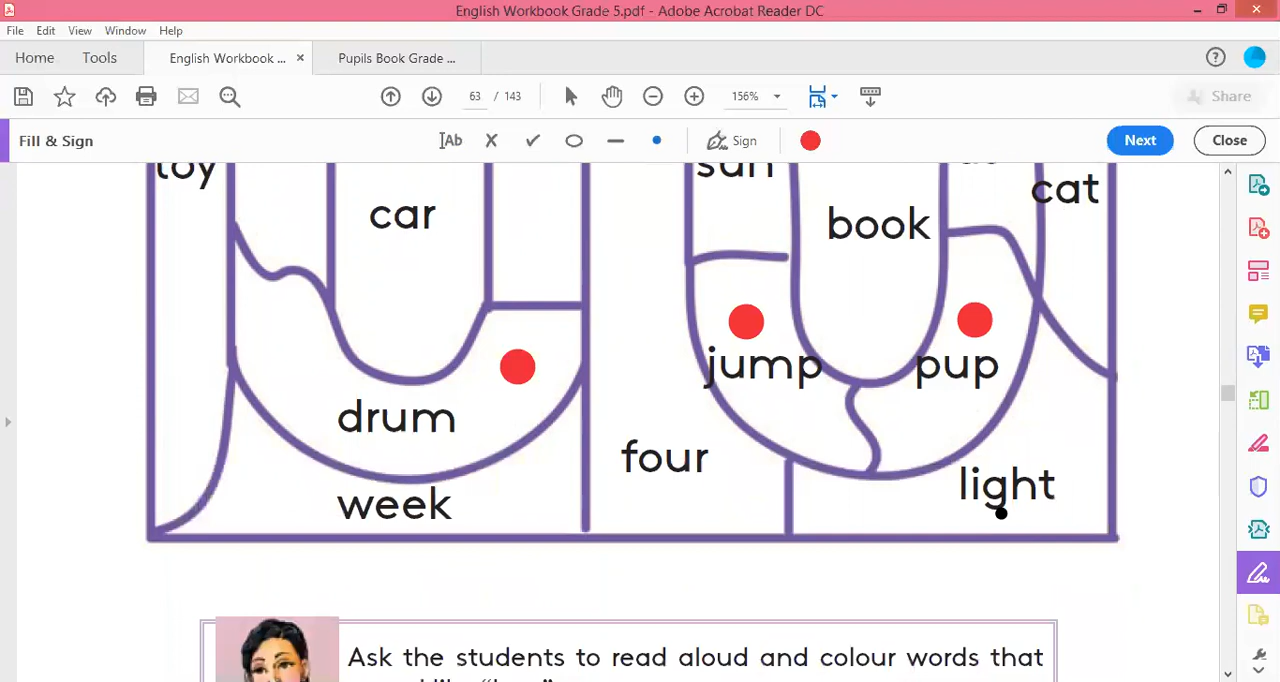 English Workbook Grade 5.pdf - Adobe Acrobat Reader DC
File Edit View Window Help
Home Tools English Workbook ... × Pupils Book Grade ...
63 / 143 156% Share
Fill & Sign Ab Sign Next Close
toy sun
car book cat
jump pup
drum
four
week light
Ask the students to read aloud and colour words that